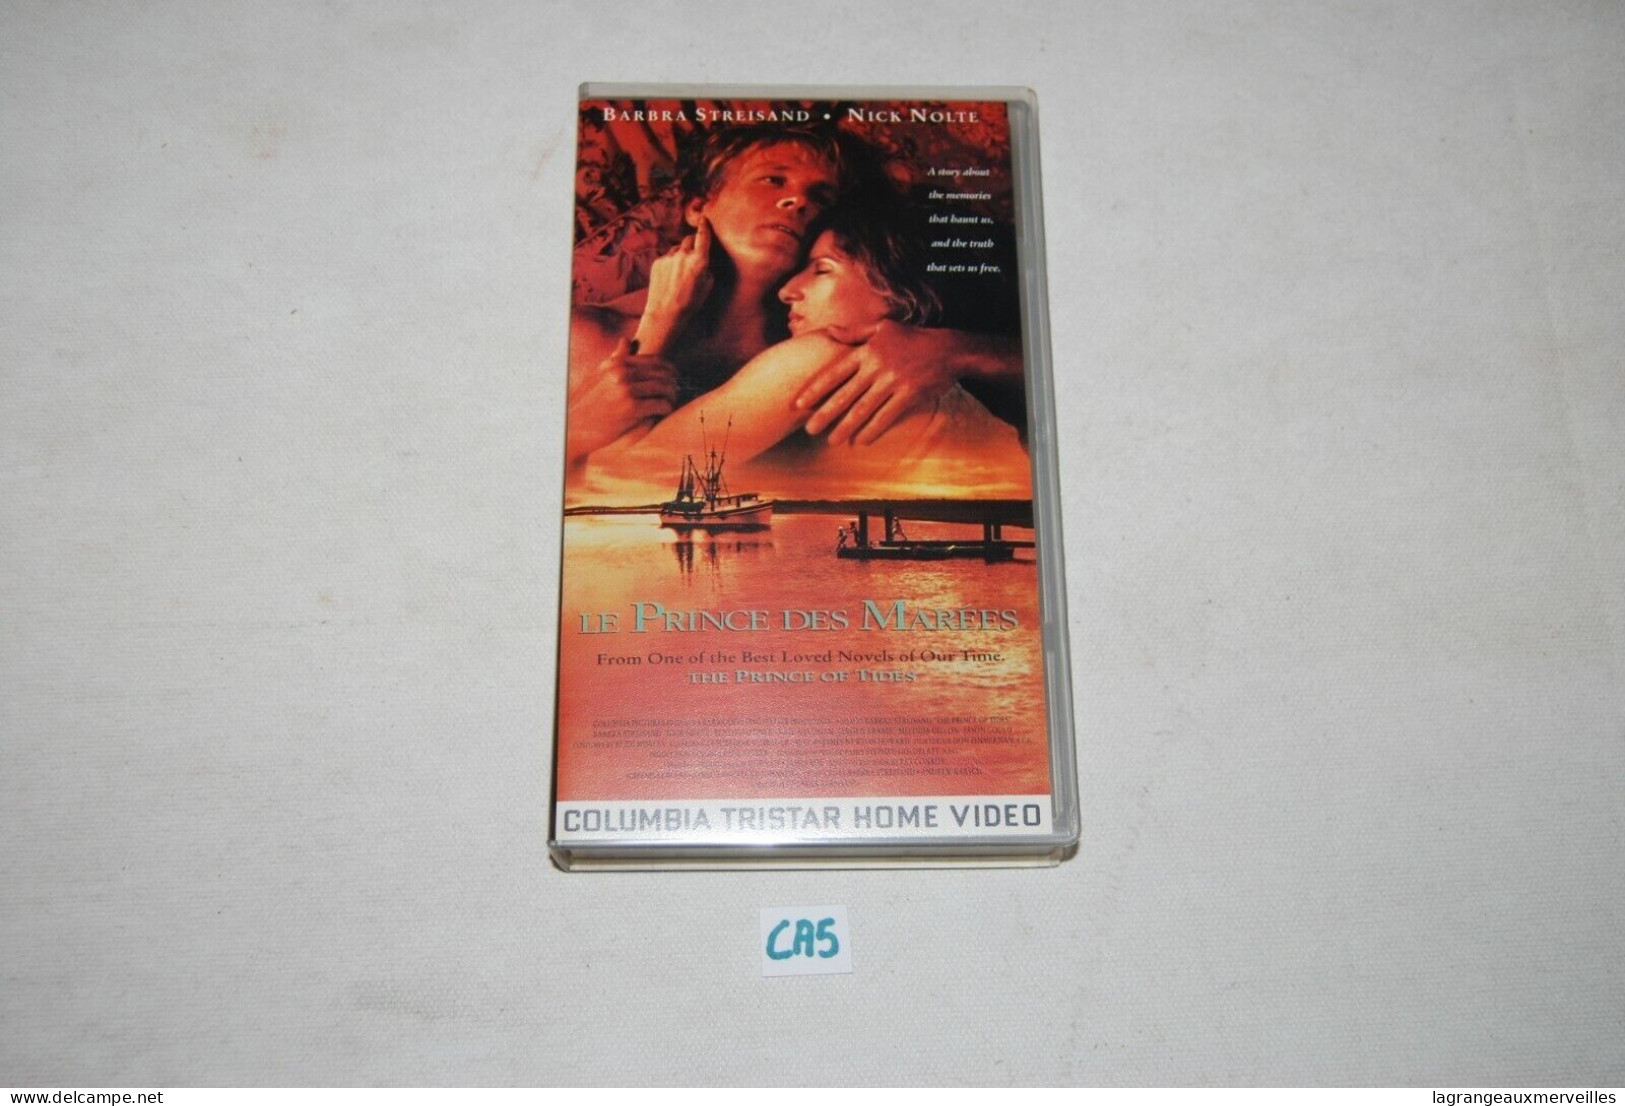 BARBRA STREISAND • NICK NOLTE
A story about
the memories
that haunt us,
and the truth
that sets us free.
LE PRINCE DES MARÉES
From One of the Best Loved Novels of Our Time.
THE PRINCE OF TIDES
COLUMBIA TRISTAR HOME VIDEO
CA5
delcampe.net
lagrangeauxmerveilles